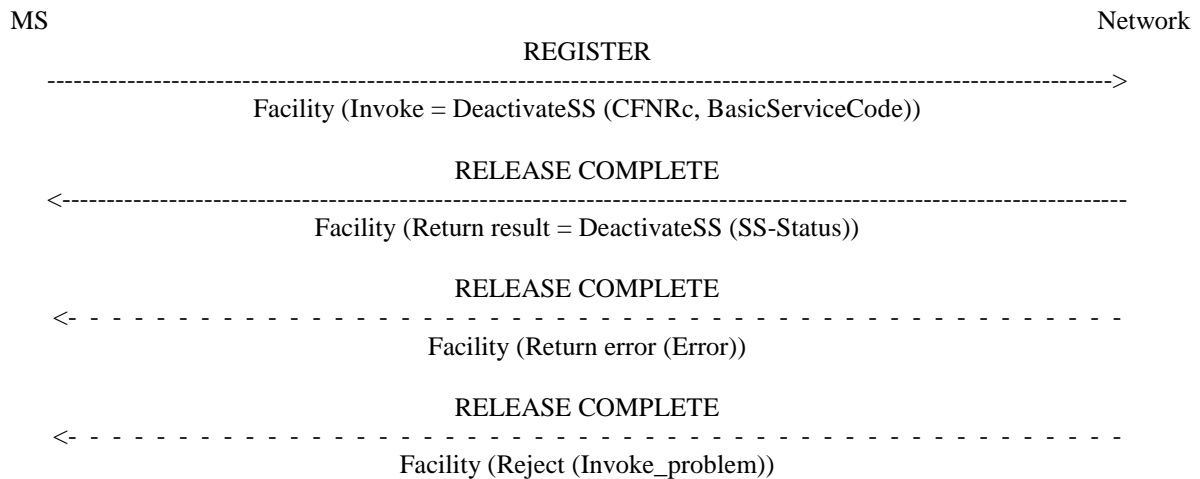 MS Network
REGISTER
Facility (Invoke = DeactivateSS (CFNRc, BasicServiceCode))
RELEASE COMPLETE
Facility (Return result = DeactivateSS (SS-Status))
RELEASE COMPLETE
Facility (Return error (Error))
RELEASE COMPLETE
Facility (Reject (Invoke_problem))